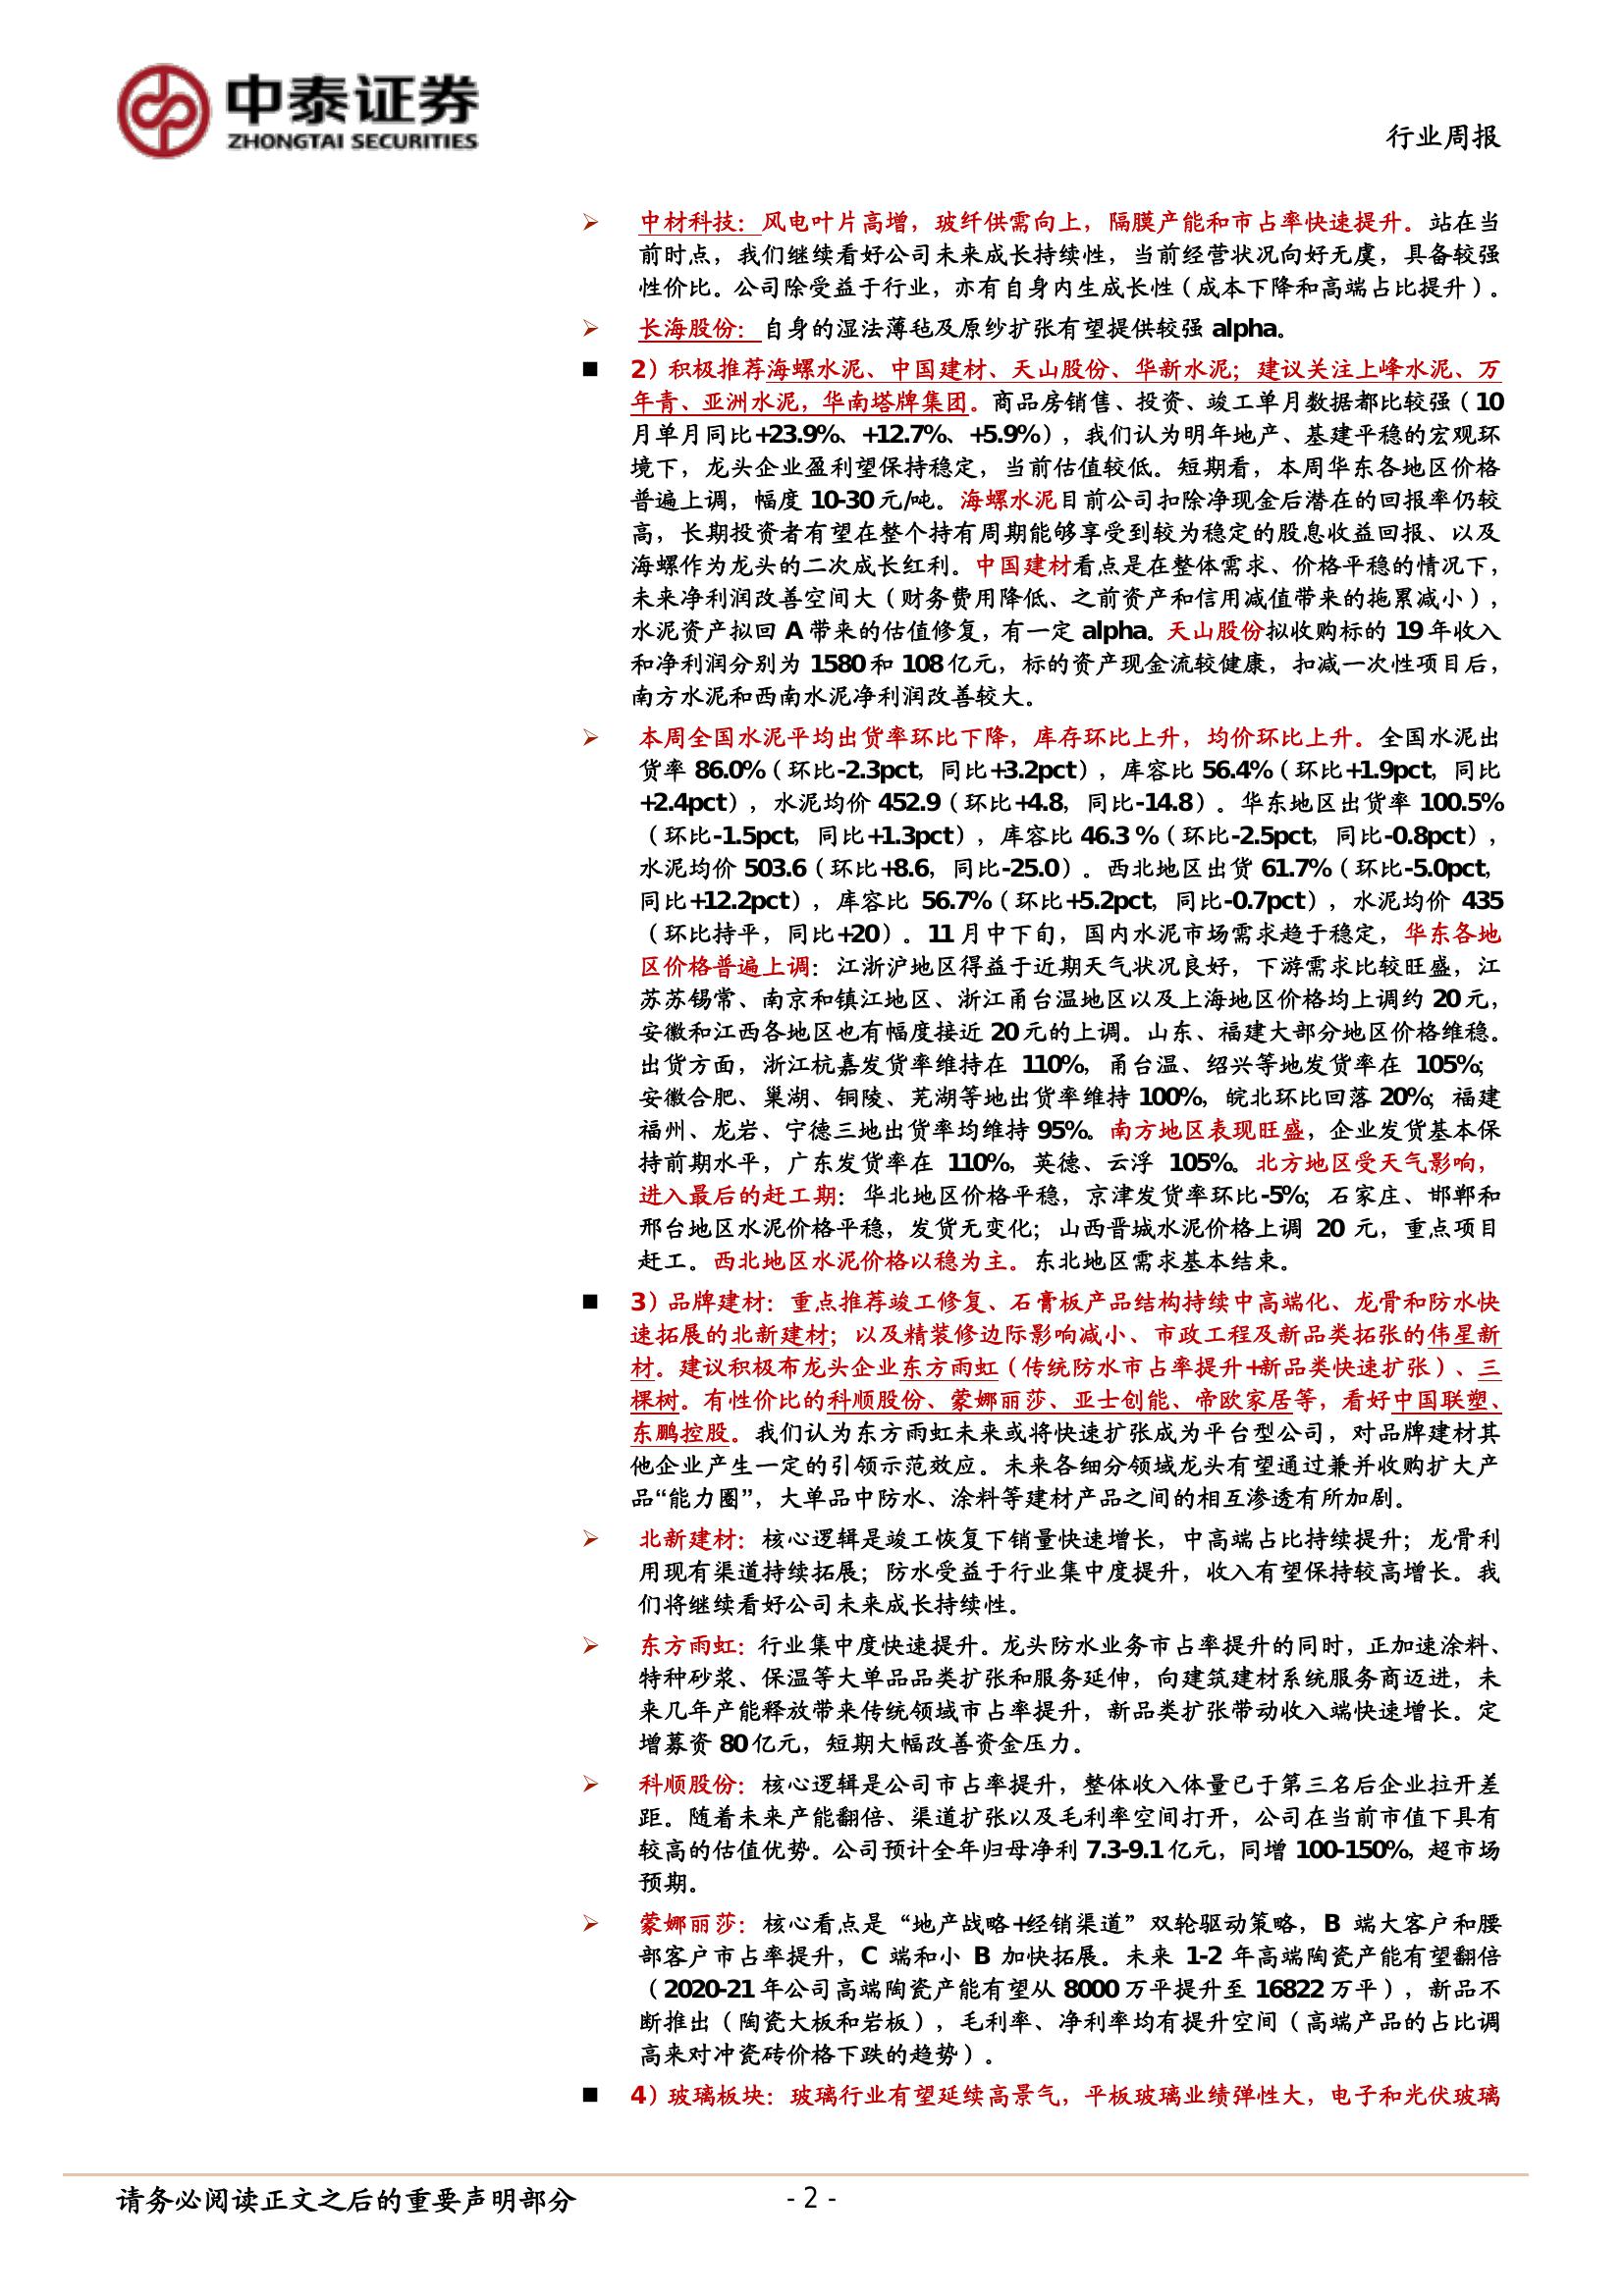 中泰证券
ZHONGTAI SECURITIES
行业周报
➢ 中材科技：风电叶片高增，玻纤供需向上，隔膜产能和市占率快速提升。站在当
前时点，我们继续看好公司未来成长持续性，当前经营状况向好无虞，具备较强
性价比。公司除受益于行业，亦有自身内生成长性（成本下降和高端占比提升）。
➢ 长海股份：自身的湿法薄毡及原纱扩张有望提供较强 alpha。
■ 2）积极推荐海螺水泥、中国建材、天山股份、华新水泥；建议关注上峰水泥、万
年青、亚洲水泥，华南塔牌集团。商品房销售、投资、竣工单月数据都比较强（10
月单月同比+23.9%、+12.7%、+5.9%），我们认为明年地产、基建平稳的宏观环
境下，龙头企业盈利望保持稳定，当前估值较低。短期看，本周华东各地区价格
普遍上调，幅度 10-30 元/吨。海螺水泥目前公司扣除净现金后潜在的回报率仍较
高，长期投资者有望在整个持有周期能够享受到较为稳定的股息收益回报、以及
海螺作为龙头的二次成长红利。中国建材看点是在整体需求、价格平稳的情况下，
未来净利润改善空间大（财务费用降低、之前资产和信用减值带来的拖累减小），
水泥资产拟回 A 带来的估值修复，有一定 alpha。天山股份拟收购标的 19 年收入
和净利润分别为 1580 和 108 亿元，标的资产现金流较健康，扣减一次性项目后，
南方水泥和西南水泥净利润改善较大。
➢ 本周全国水泥平均出货率环比下降，库存环比上升，均价环比上升。全国水泥出
货率 86.0%（环比-2.3pct，同比+3.2pct），库容比 56.4%（环比+1.9pct，同比
+2.4pct），水泥均价 452.9（环比+4.8，同比-14.8）。华东地区出货率 100.5%
（环比-1.5pct，同比+1.3pct），库容比 46.3 %（环比-2.5pct，同比-0.8pct），
水泥均价 503.6（环比+8.6，同比-25.0）。西北地区出货 61.7%（环比-5.0pct，
同比+12.2pct），库容比 56.7%（环比+5.2pct，同比-0.7pct），水泥均价 435
（环比持平，同比+20）。11 月中下旬，国内水泥市场需求趋于稳定，华东各地
区价格普遍上调：江浙沪地区得益于近期天气状况良好，下游需求比较旺盛，江
苏苏锡常、南京和镇江地区、浙江甬台温地区以及上海地区价格均上调约 20 元，
安徽和江西各地区也有幅度接近 20 元的上调。山东、福建大部分地区价格维稳。
出货方面，浙江杭嘉发货率维持在 110%，甬台温、绍兴等地发货率在 105%；
安徽合肥、巢湖、铜陵、芜湖等地出货率维持 100%，皖北环比回落 20%；福建
福州、龙岩、宁德三地出货率均维持 95%。南方地区表现旺盛，企业发货基本保
持前期水平，广东发货率在 110%，英德、云浮 105%。北方地区受天气影响，
进入最后的赶工期：华北地区价格平稳，京津发货率环比-5%；石家庄、邯郸和
邢台地区水泥价格平稳，发货无变化；山西晋城水泥价格上调 20 元，重点项目
赶工。西北地区水泥价格以稳为主。东北地区需求基本结束。
■ 3）品牌建材：重点推荐竣工修复、石膏板产品结构持续中高端化、龙骨和防水快
速拓展的北新建材；以及精装修边际影响减小、市政工程及新品类拓张的伟星新
材。建议积极布龙头企业东方雨虹（传统防水市占率提升+新品类快速扩张）、三
棵树。有性价比的科顺股份、蒙娜丽莎、亚士创能、帝欧家居等，看好中国联塑、
东鹏控股。我们认为东方雨虹未来或将快速扩张成为平台型公司，对品牌建材其
他企业产生一定的引领示范效应。未来各细分领域龙头有望通过兼并收购扩大产
品“能力圈”，大单品中防水、涂料等建材产品之间的相互渗透有所加剧。
➢ 北新建材：核心逻辑是竣工恢复下销量快速增长，中高端占比持续提升；龙骨利
用现有渠道持续拓展；防水受益于行业集中度提升，收入有望保持较高增长。我
们将继续看好公司未来成长持续性。
➢ 东方雨虹：行业集中度快速提升。龙头防水业务市占率提升的同时，正加速涂料、
特种砂浆、保温等大单品品类扩张和服务延伸，向建筑建材系统服务商迈进，未
来几年产能释放带来传统领域市占率提升，新品类扩张带动收入端快速增长。定
增募资 80 亿元，短期大幅改善资金压力。
➢ 科顺股份：核心逻辑是公司市占率提升，整体收入体量已于第三名后企业拉开差
距。随着未来产能翻倍、渠道扩张以及毛利率空间打开，公司在当前市值下具有
较高的估值优势。公司预计全年归母净利 7.3-9.1 亿元，同增 100-150%，超市场
预期。
➢ 蒙娜丽莎：核心看点是“地产战略+经销渠道”双轮驱动策略，B 端大客户和腰
部客户市占率提升，C 端和小 B 加快拓展。未来 1-2 年高端陶瓷产能有望翻倍
（2020-21 年公司高端陶瓷产能有望从 8000 万平提升至 16822 万平），新品不
断推出（陶瓷大板和岩板），毛利率、净利率均有提升空间（高端产品的占比调
高来对冲瓷砖价格下跌的趋势）。
■ 4）玻璃板块：玻璃行业有望延续高景气，平板玻璃业绩弹性大，电子和光伏玻璃
请务必阅读正文之后的重要声明部分
- 2 -